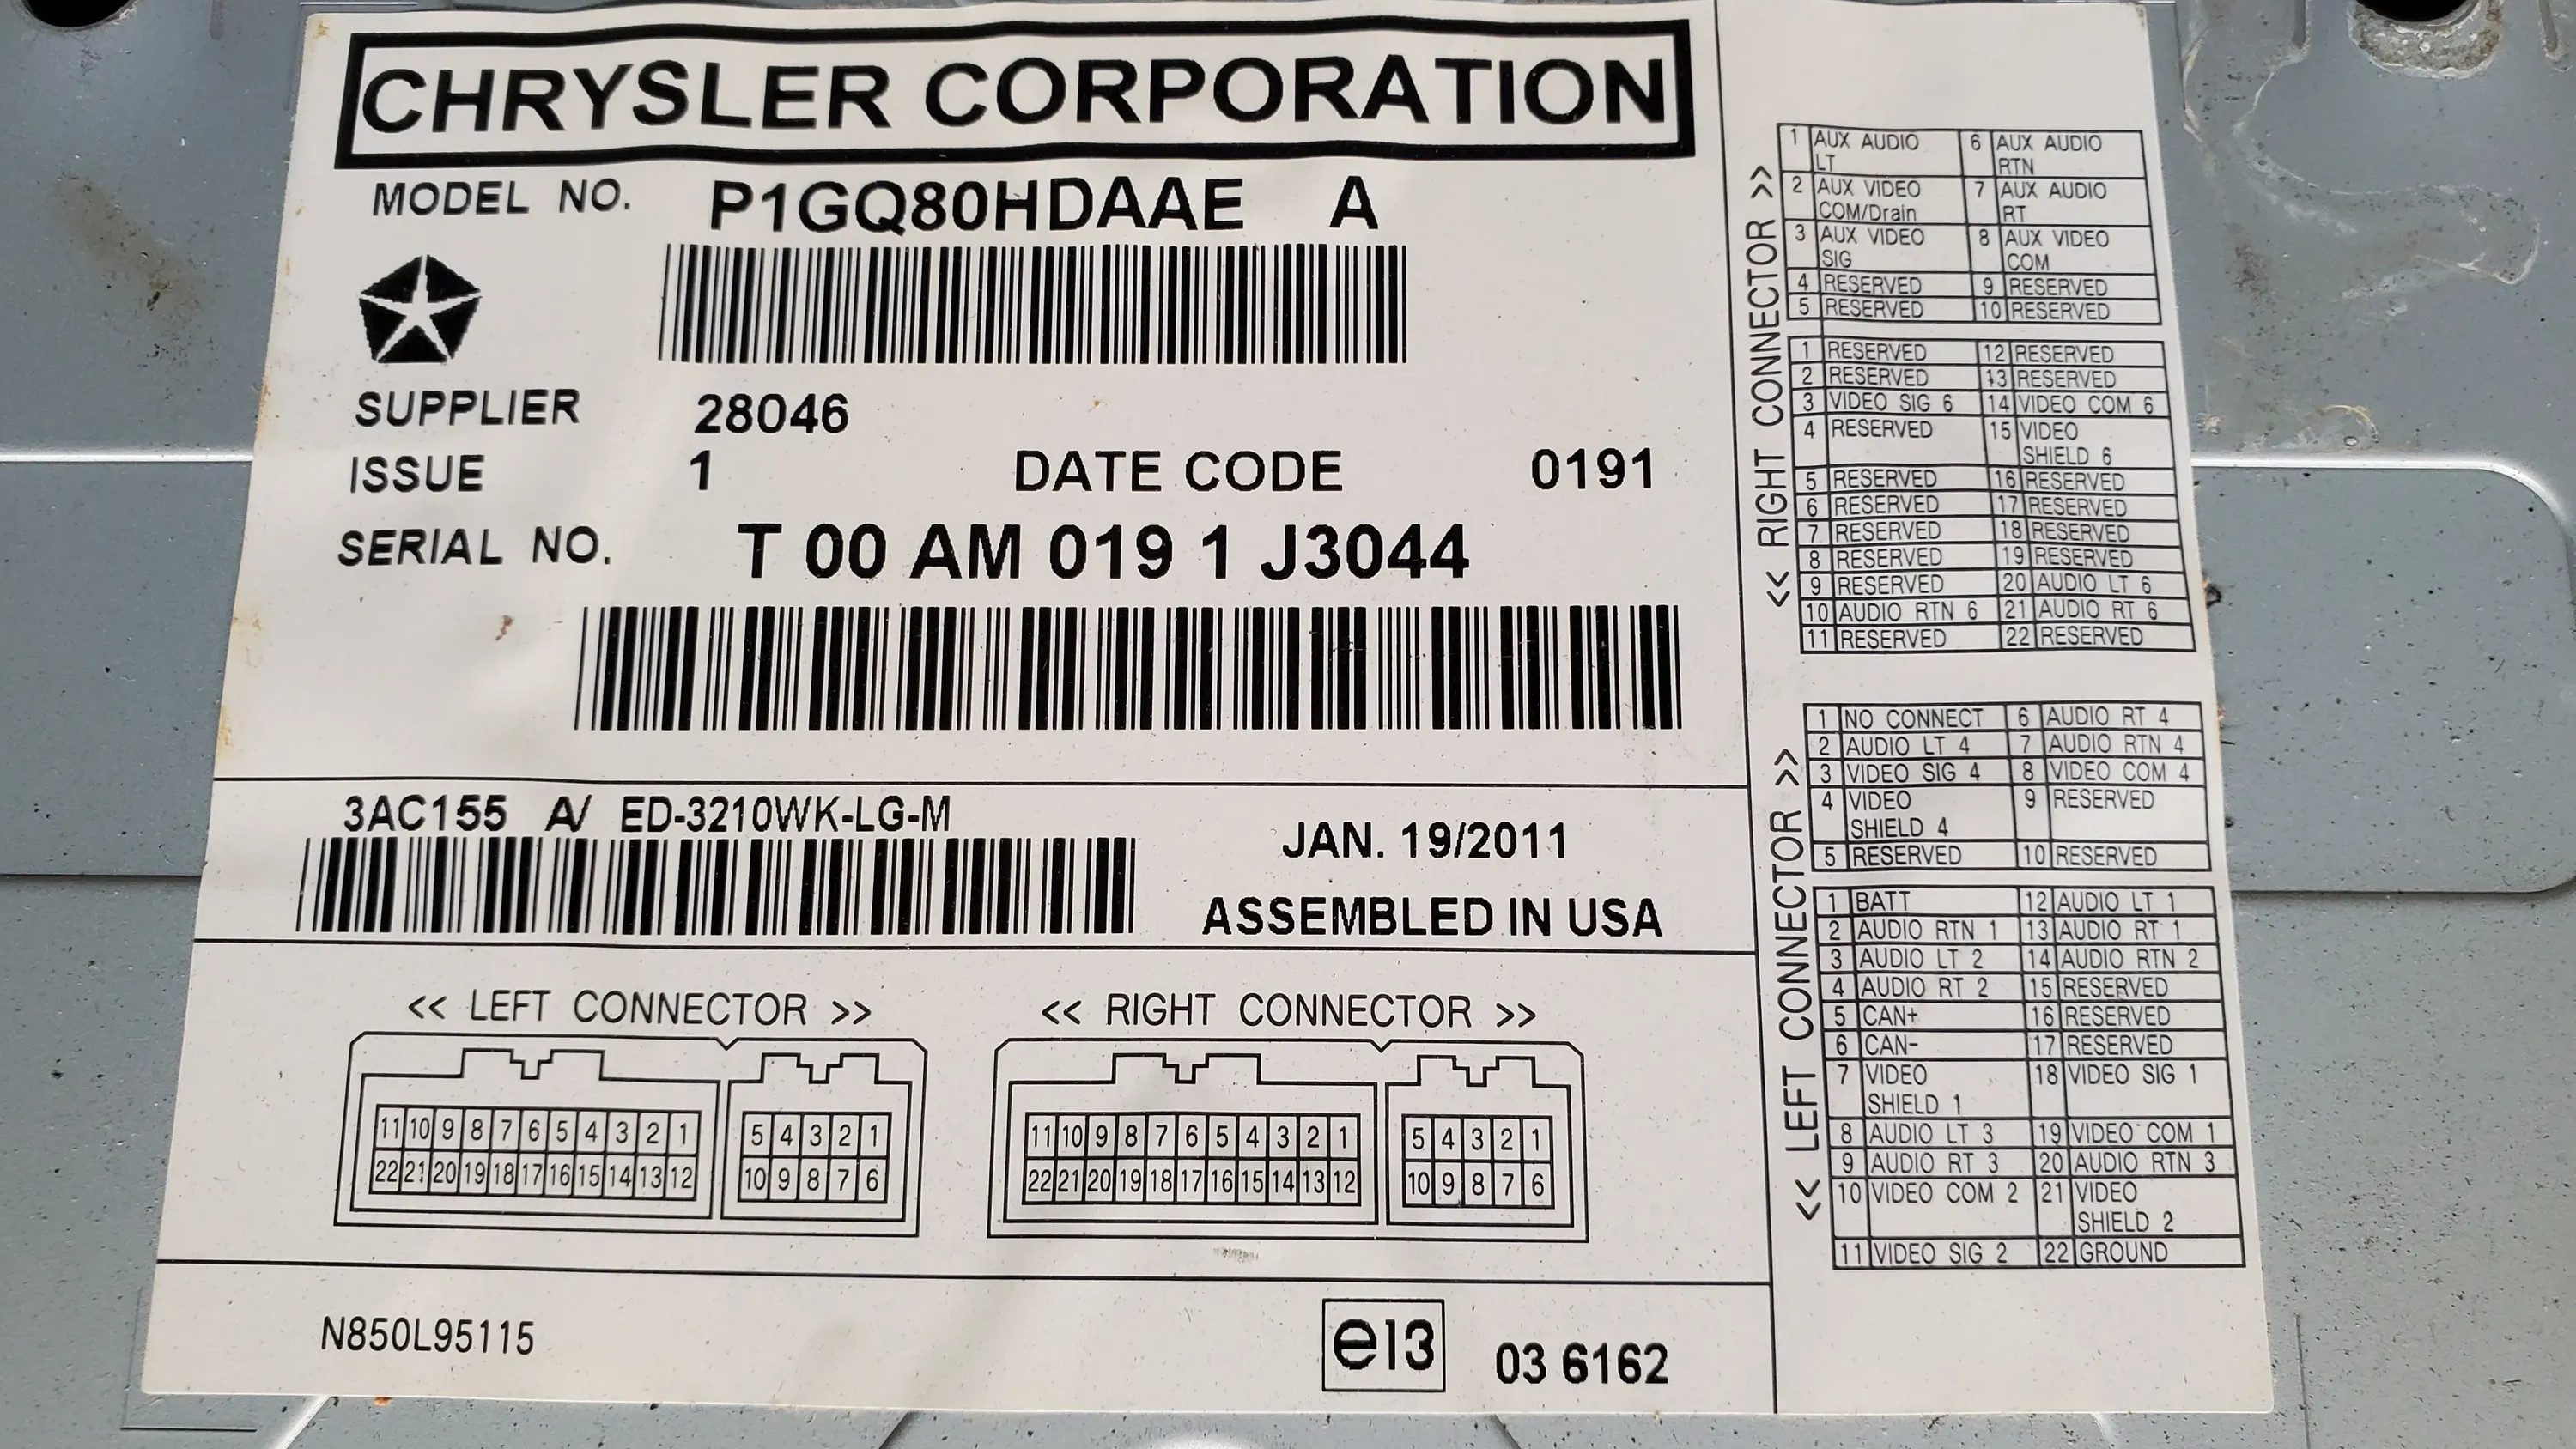 CHRYSLER CORPORATION
MODEL NO. P1GQ80HDAAE A
SUPPLIER 28046
ISSUE 1 DATE CODE 0191
SERIAL NO. T 00 AM 019 1 J3044
3AC155 A/ ED-3210WK-LG-M
JAN. 19/2011
ASSEMBLED IN USA
<< LEFT CONNECTOR >> << RIGHT CONNECTOR >>
11 10 9 8 7 6 5 4 3 2 1 5 4 3 2 1 11 10 9 8 7 6 5 4 3 2 1 5 4 3 2 1
22 21 20 19 18 17 16 15 14 13 12 10 9 8 7 6 22 21 20 19 18 17 16 15 14 13 12 10 9 8 7 6
N850L95115
e13 03 6162
<< RIGHT CONNECTOR >>
1 AUX AUDIO LT 6 AUX AUDIO RTN
2 AUX VIDEO COM/Drain 7 AUX AUDIO RT
3 AUX VIDEO SIG 8 AUX VIDEO COM
4 RESERVED 9 RESERVED
5 RESERVED 10 RESERVED
1 RESERVED 12 RESERVED
2 RESERVED 13 RESERVED
3 VIDEO SIG 6 14 VIDEO COM 6
4 RESERVED 15 VIDEO SHIELD 6
5 RESERVED 16 RESERVED
6 RESERVED 17 RESERVED
7 RESERVED 18 RESERVED
8 RESERVED 19 RESERVED
9 RESERVED 20 AUDIO LT 6
10 AUDIO RTN 6 21 AUDIO RT 6
11 RESERVED 22 RESERVED
<< LEFT CONNECTOR >>
1 NO CONNECT 6 AUDIO RT 4
2 AUDIO LT 4 7 AUDIO RTN 4
3 VIDEO SIG 4 8 VIDEO COM 4
4 VIDEO SHIELD 4 9 RESERVED
5 RESERVED 10 RESERVED
1 BATT 12 AUDIO LT 1
2 AUDIO RTN 1 13 AUDIO RT 1
3 AUDIO LT 2 14 AUDIO RTN 2
4 AUDIO RT 2 15 RESERVED
5 CAN+ 16 RESERVED
6 CAN- 17 RESERVED
7 VIDEO SHIELD 1 18 VIDEO SIG 1
8 AUDIO LT 3 19 VIDEO COM 1
9 AUDIO RT 3 20 AUDIO RTN 3
10 VIDEO COM 2 21 VIDEO SHIELD 2
11 VIDEO SIG 2 22 GROUND